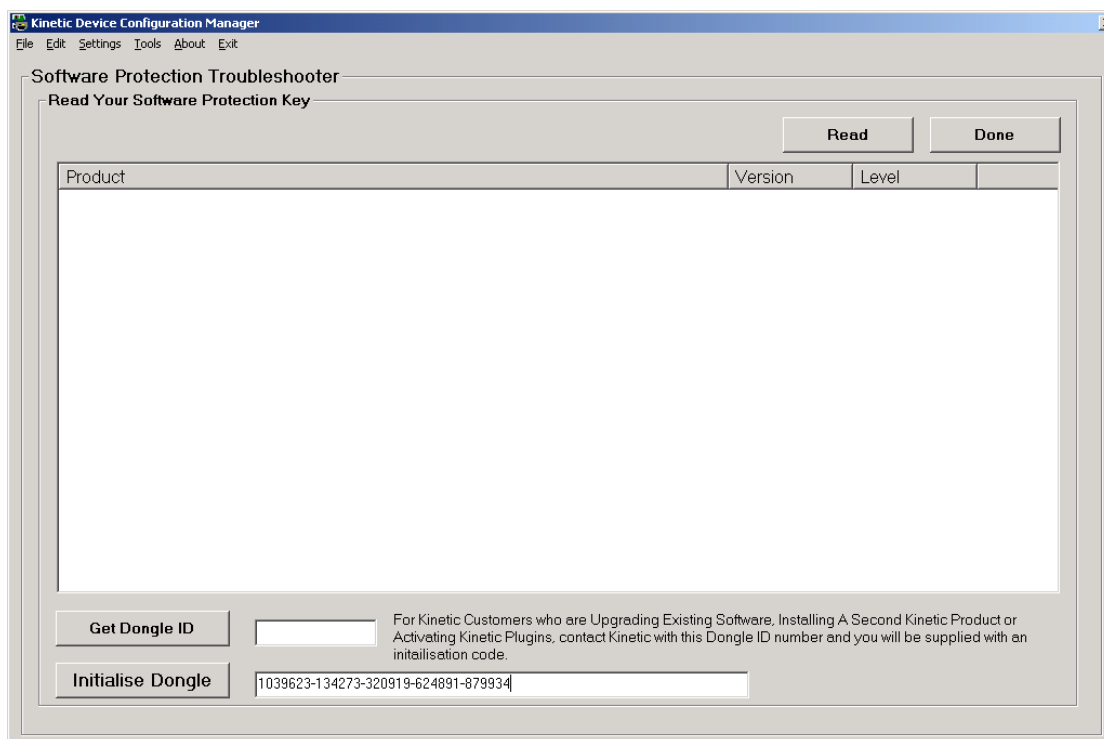 Kinetic Device Configuration Manager
File Edit Settings Tools About Exit
Software Protection Troubleshooter
Read Your Software Protection Key
Read Done
Product Version Level
Get Dongle ID
For Kinetic Customers who are Upgrading Existing Software, Installing A Second Kinetic Product or
Activating Kinetic Plugins, contact Kinetic with this Dongle ID number and you will be supplied with an
initailisation code.
Initialise Dongle 1039623-134273-320919-624891-879934